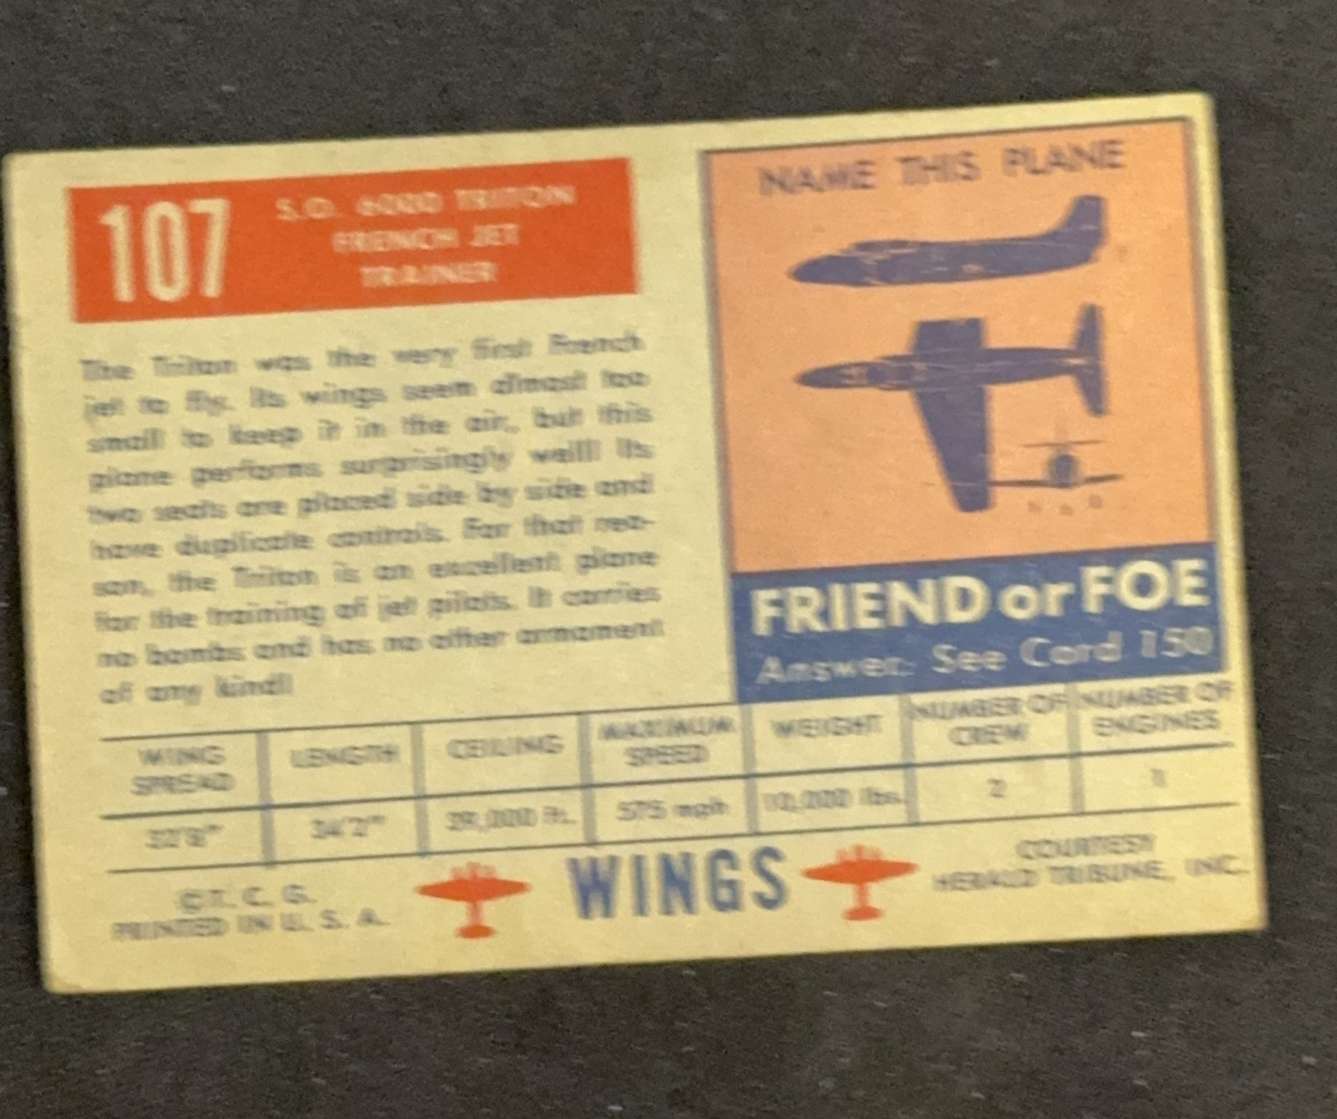 107
S.O. 6000 TRITON
FRENCH JET
TRAINER
The Triton was the very first French
jet to fly. Its wings seem almost too
small to keep it in the air, but this
plane performs surprisingly well! Its
two seats are placed side by side and
have duplicate controls. For that rea-
son, the Triton is an excellent plane
for the training of jet pilots. It carries
no bombs and has no other armament
of any kind!
NAME THIS PLANE
FRIEND or FOE
Answer: See Card 150
WING
SPREAD
LENGTH
CEILING
MAXIMUM
SPEED
WEIGHT
NUMBER OF
CREW
NUMBER OF
ENGINES
34'2"
39,000 ft.
575 mph
10,000 lbs.
2
1
© T. C. G.
PRINTED IN U. S. A.
WINGS
COURTESY
HERALD TRIBUNE, INC.